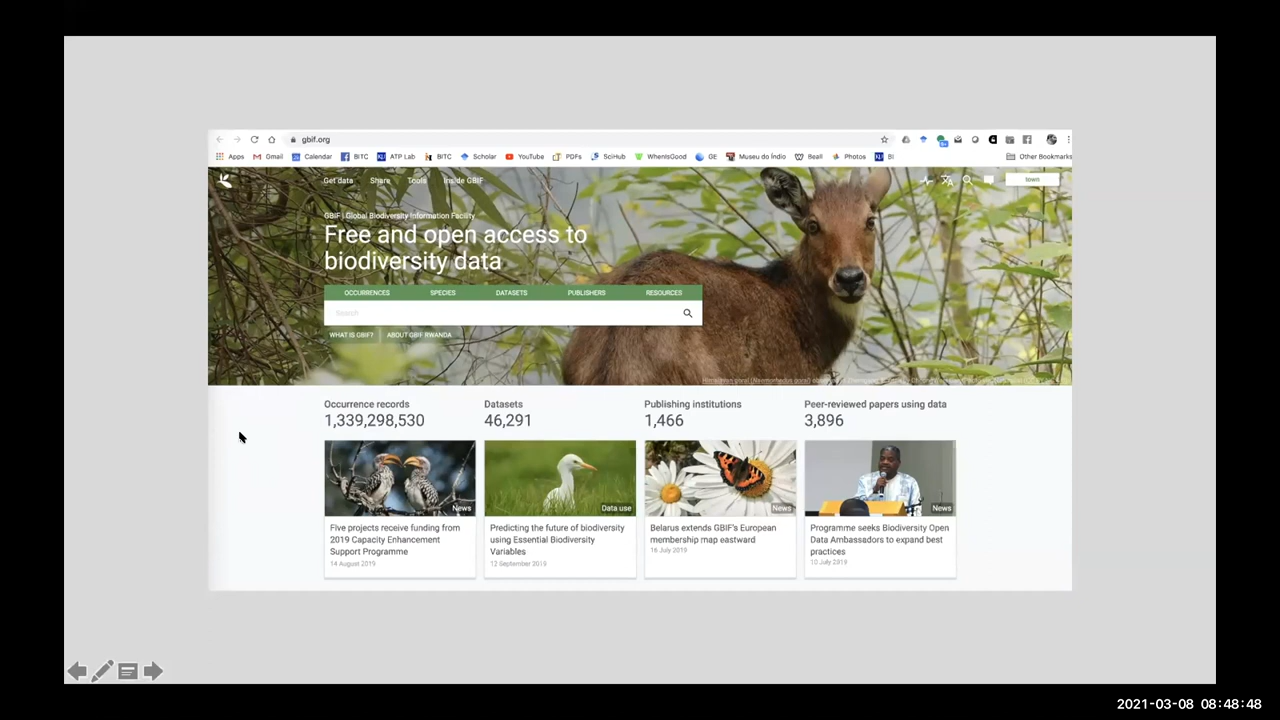 gbif.org
Apps Gmail Calendar BITC ATP Lab BITC Scholar YouTube PDFs SciHub WhenIsGood GE Museu do Índio Beall Photos BI Other Bookmarks
Get data Share Tools Inside GBIF
GBIF | Global Biodiversity Information Facility
Free and open access to
biodiversity data
OCCURRENCES SPECIES DATASETS PUBLISHERS RESOURCES
Search
WHAT IS GBIF? ABOUT GBIF RWANDA
Occurrence records Datasets Publishing institutions Peer-reviewed papers using data
1,339,298,530 46,291 1,466 3,896
News Data use News News
Five projects receive funding from
2019 Capacity Enhancement
Support Programme
14 August 2019
Predicting the future of biodiversity
using Essential Biodiversity
Variables
12 September 2019
Belarus extends GBIF's European
membership map eastward
16 July 2019
Programme seeks Biodiversity Open
Data Ambassadors to expand best
practices
10 July 2019
2021-03-08 08:48:48